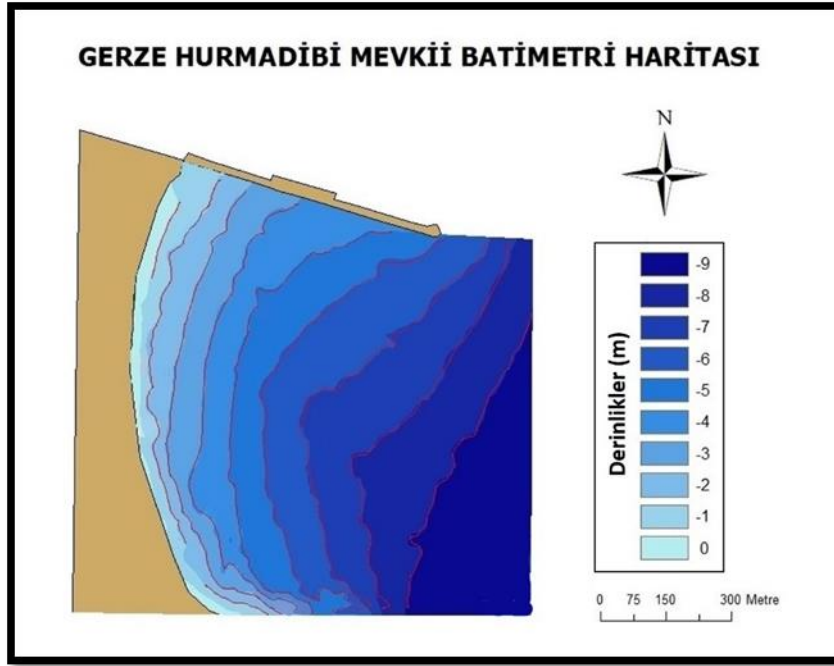 GERZE HURMADİBİ MEVKİİ BATİMETRİ HARİTASI
N
Derinlikler (m)
-9
-8
-7
-6
-5
-4
-3
-2
-1
0
0 75 150 300 Metre